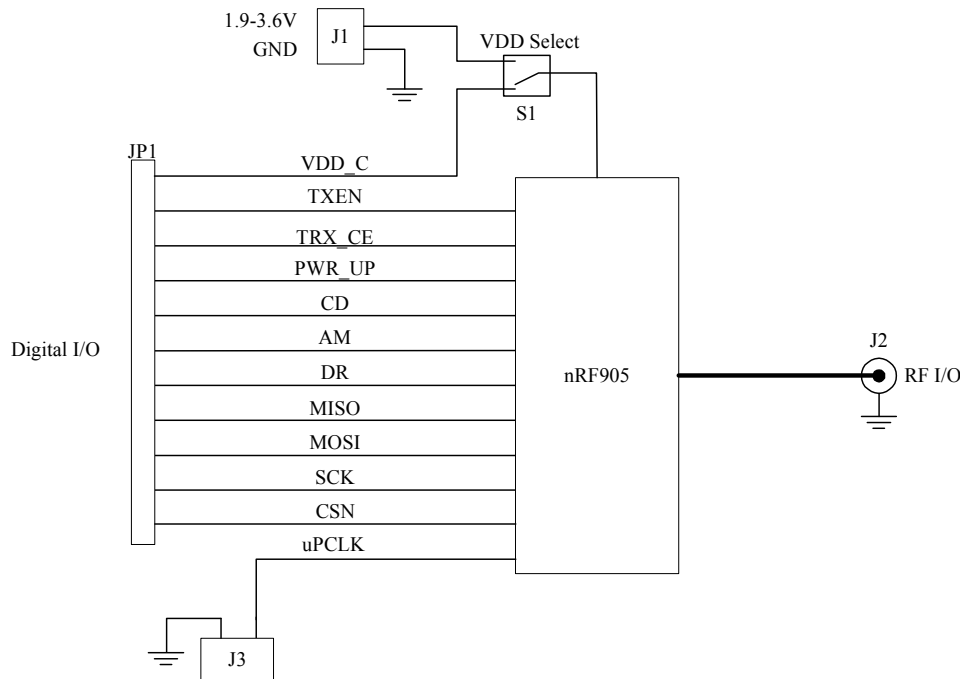 1.9-3.6V
GND
J1
VDD Select
S1
JP1
VDD_C
TXEN
TRX_CE
PWR_UP
CD
AM
DR
MISO
MOSI
SCK
CSN
uPCLK
Digital I/O
nRF905
J2
RF I/O
J3